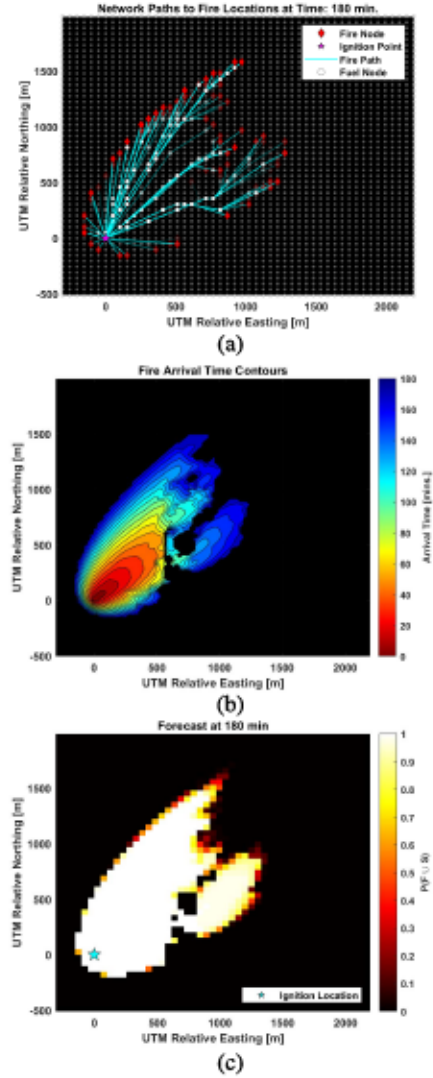 Network Paths to Fire Locations at Time: 180 min.
Fire Node
Ignition Point
Fire Path
Fuel Node
UTM Relative Northing [m]
1500
1000
500
0
-500
0 500 1000 1500 2000
UTM Relative Easting [m]
(a)
Fire Arrival Time Contours
UTM Relative Northing [m]
1500
1000
500
0
-500
0 500 1000 1500 2000
UTM Relative Easting [m]
180
160
140
120
100
80
60
40
20
0
Arrival Time [mins.]
(b)
Forecast at 180 min
UTM Relative Northing [m]
1500
1000
500
0
-500
0 500 1000 1500 2000
UTM Relative Easting [m]
Ignition Location
1
0.9
0.8
0.7
0.6
0.5
0.4
0.3
0.2
0.1
0
P(F ∪ S)
(c)